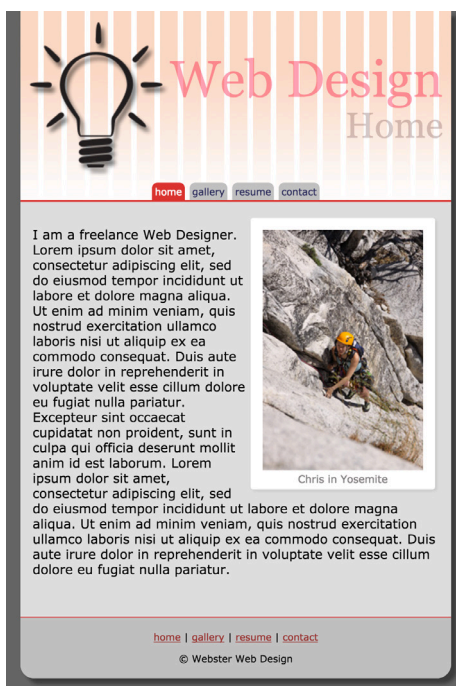 Web Design
Home
home gallery resume contact
I am a freelance Web Designer.
Lorem ipsum dolor sit amet,
consectetur adipiscing elit, sed
do eiusmod tempor incididunt ut
labore et dolore magna aliqua.
Ut enim ad minim veniam, quis
nostrud exercitation ullamco
laboris nisi ut aliquip ex ea
commodo consequat. Duis aute
irure dolor in reprehenderit in
voluptate velit esse cillum dolore
eu fugiat nulla pariatur.
Excepteur sint occaecat
cupidatat non proident, sunt in
culpa qui officia deserunt mollit
anim id est laborum. Lorem
ipsum dolor sit amet,
consectetur adipiscing elit, sed
do eiusmod tempor incididunt ut labore et dolore magna
aliqua. Ut enim ad minim veniam, quis nostrud exercitation
ullamco laboris nisi ut aliquip ex ea commodo consequat. Duis
aute irure dolor in reprehenderit in voluptate velit esse cillum
dolore eu fugiat nulla pariatur.
Chris in Yosemite
home | gallery | resume | contact
© Webster Web Design